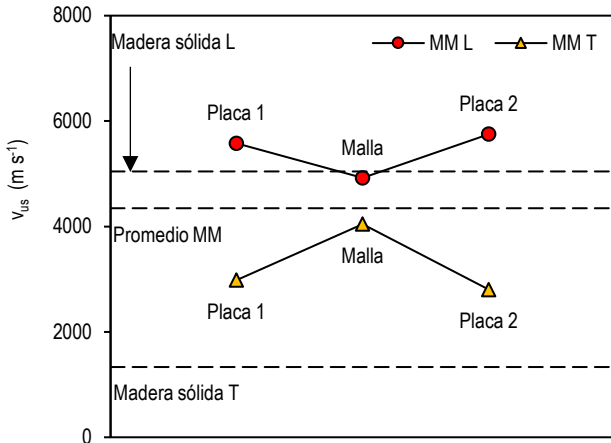 8000
Madera sólida L
MM L
MM T
Placa 1
Placa 2
6000
Malla
v_us (m s⁻¹)
4000
Promedio MM
Malla
Placa 1
Placa 2
2000
Madera sólida T
0